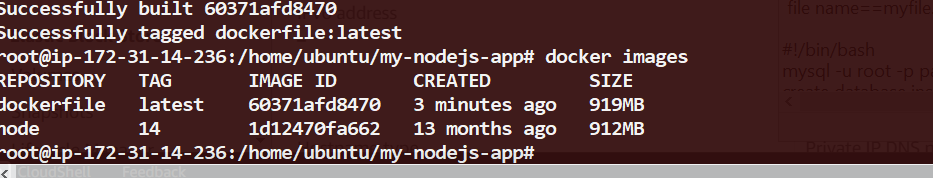 Successfully built 60371afd8470
Successfully tagged dockerfile:latest
root@ip-172-31-14-236:/home/ubuntu/my-nodejs-app# docker images
REPOSITORY TAG IMAGE ID CREATED SIZE
dockerfile latest 60371afd8470 3 minutes ago 919MB
node 14 1d12470fa662 13 months ago 912MB
root@ip-172-31-14-236:/home/ubuntu/my-nodejs-app#
address
file name==myfile
#!/bin/bash
mysql -u root -p
Snapshots
Private IP DNS
CloudShell Feedback